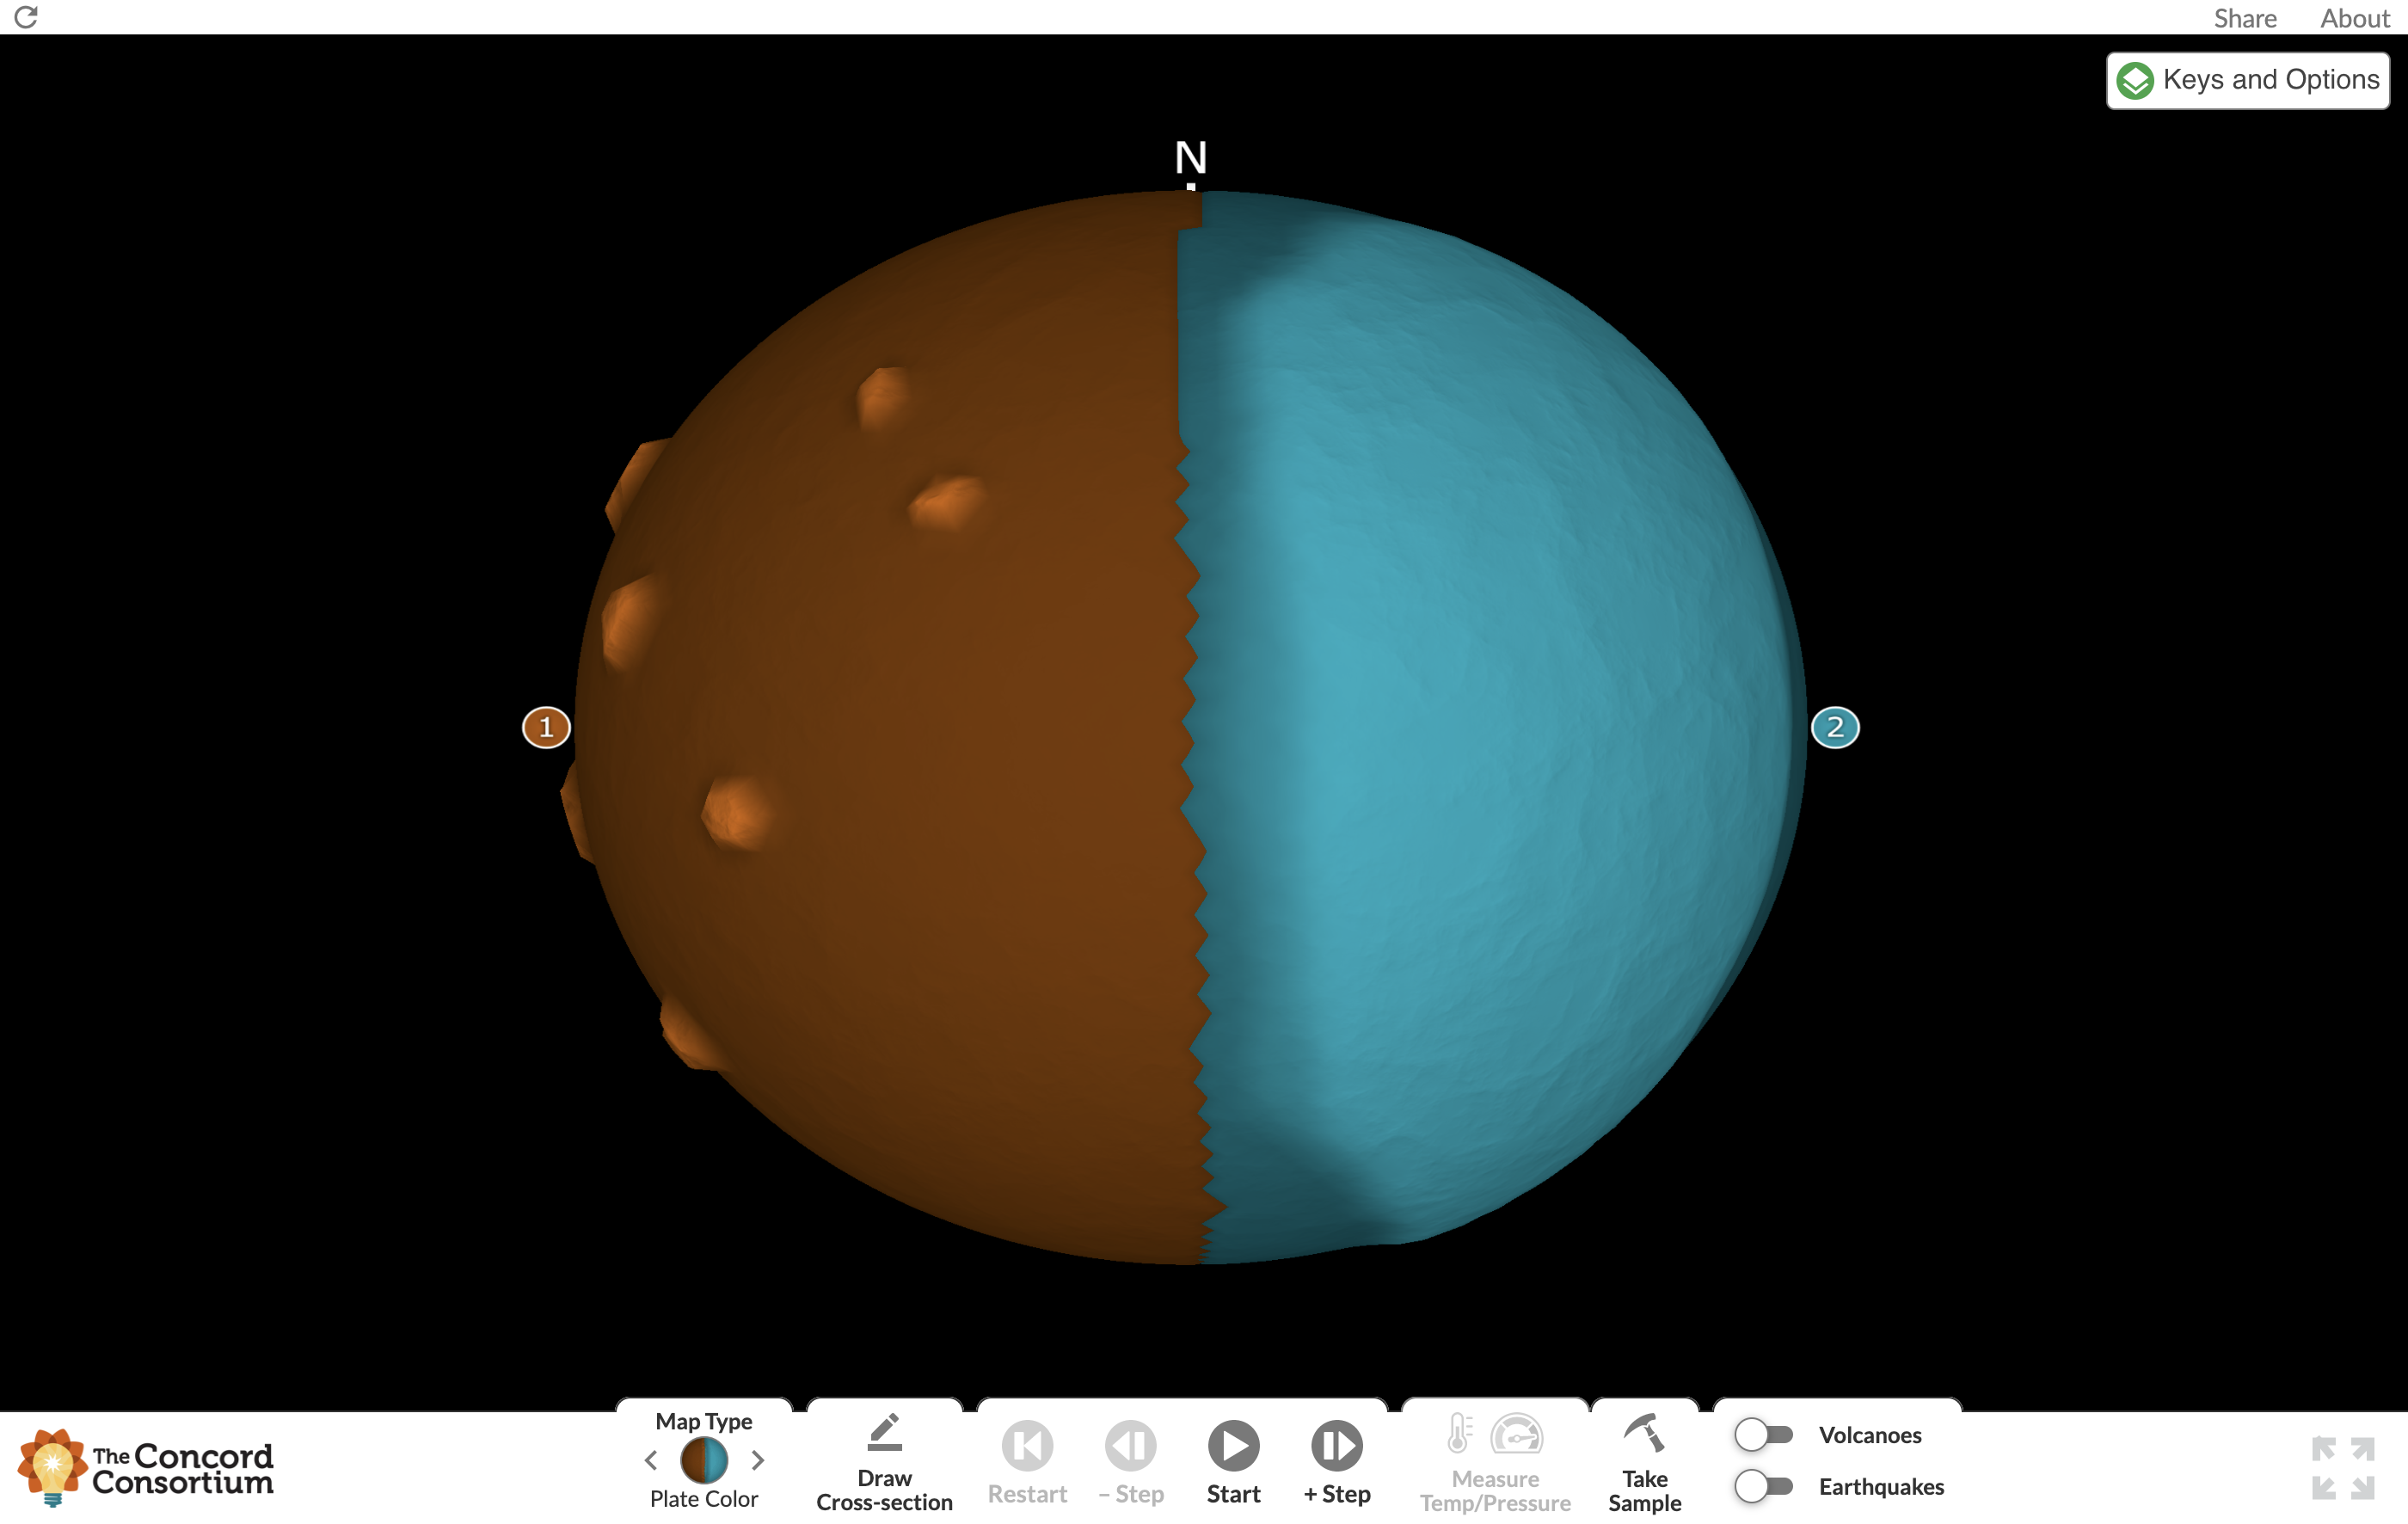 Share
About
Keys and Options
N
1
2
The Concord
Consortium
Map Type
Plate Color
Draw
Cross-section
Restart
– Step
Start
+ Step
Measure
Temp/Pressure
Take
Sample
Volcanoes
Earthquakes